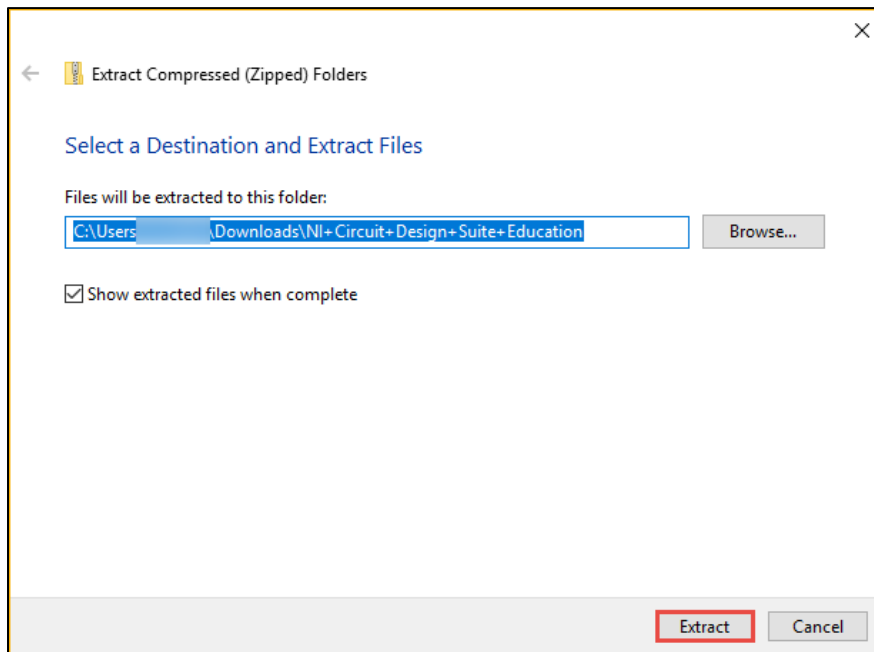 Extract Compressed (Zipped) Folders
Select a Destination and Extract Files
Files will be extracted to this folder:
C:\Users \Downloads\NI+Circuit+Design+Suite+Education
Browse...
Show extracted files when complete
Extract
Cancel